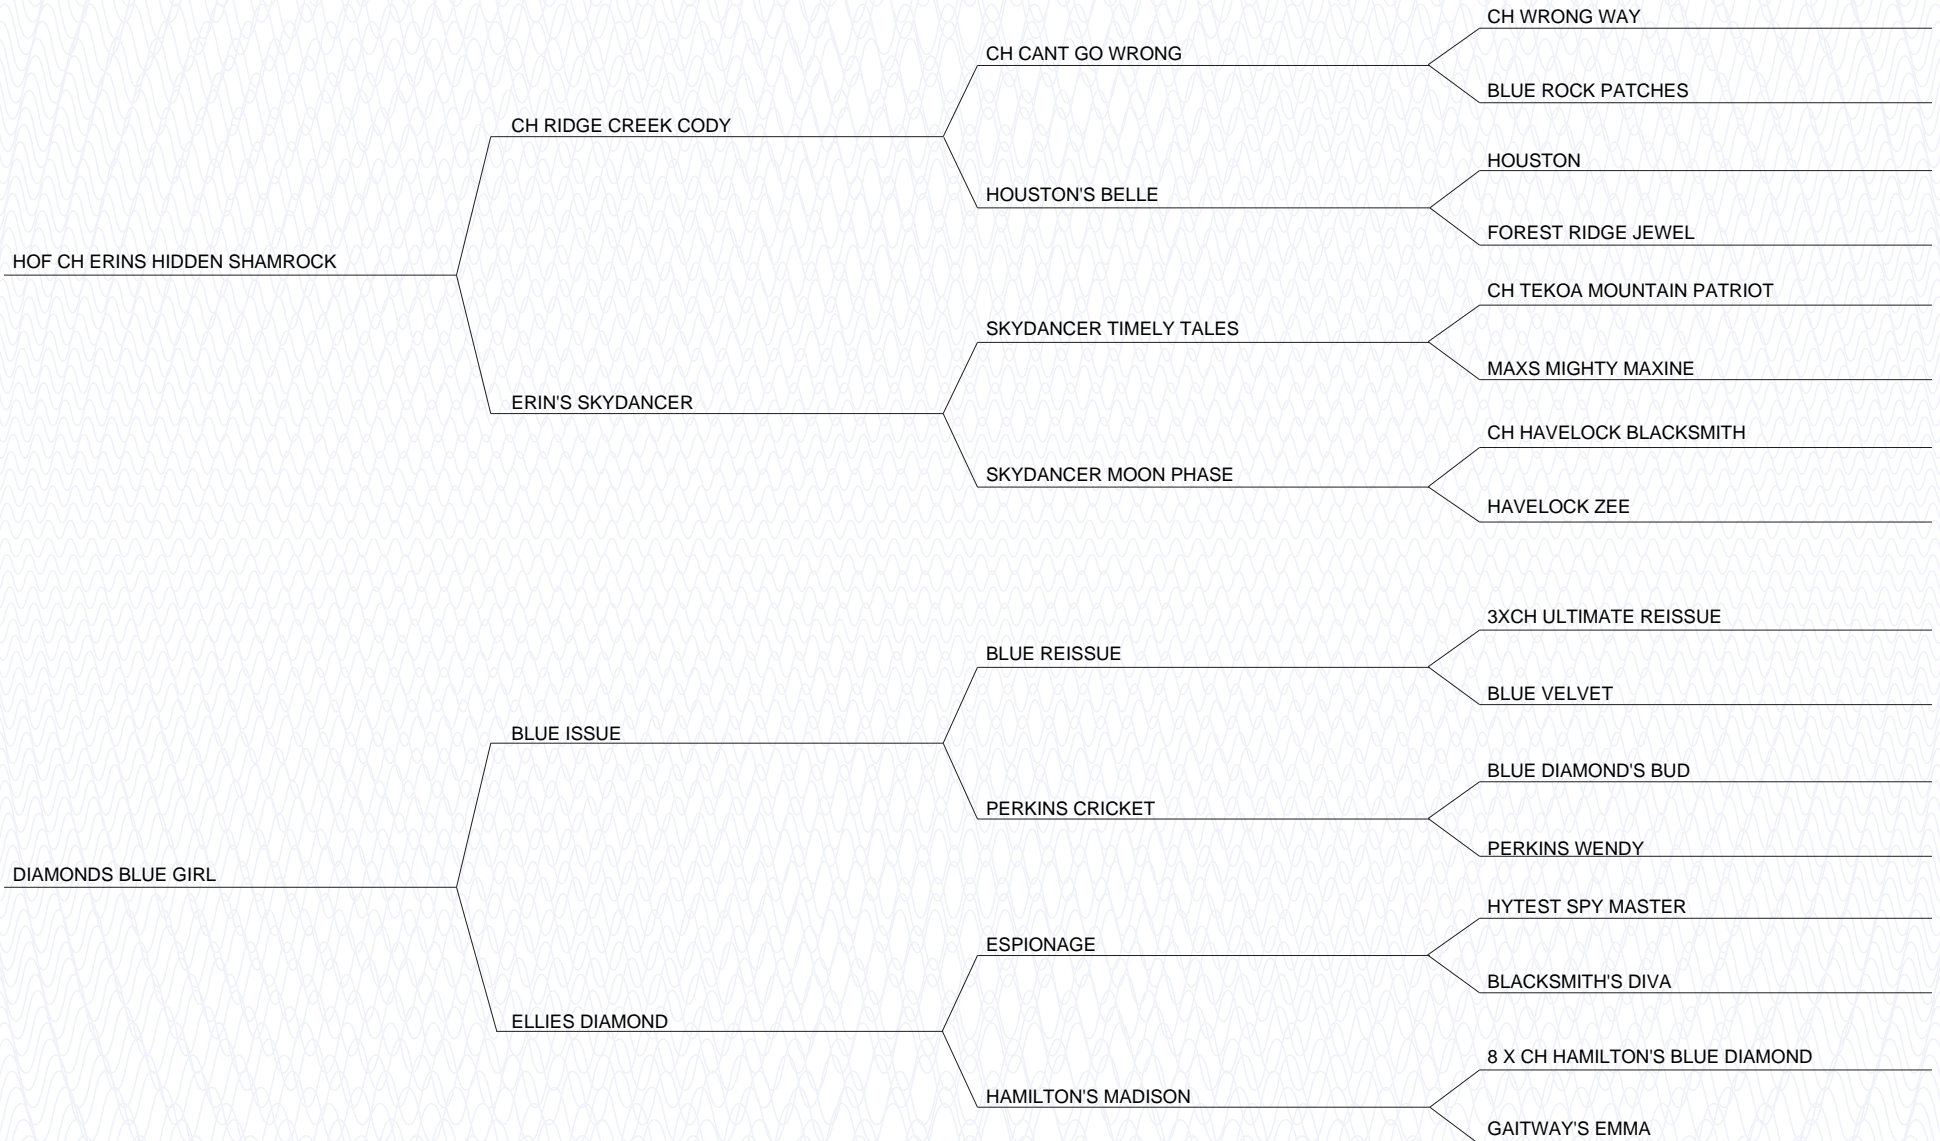 CH WRONG WAY
CH CANT GO WRONG
BLUE ROCK PATCHES
CH RIDGE CREEK CODY
HOUSTON
HOUSTON'S BELLE
FOREST RIDGE JEWEL
HOF CH ERINS HIDDEN SHAMROCK
CH TEKOA MOUNTAIN PATRIOT
SKYDANCER TIMELY TALES
MAXS MIGHTY MAXINE
ERIN'S SKYDANCER
CH HAVELOCK BLACKSMITH
SKYDANCER MOON PHASE
HAVELOCK ZEE
3XCH ULTIMATE REISSUE
BLUE REISSUE
BLUE VELVET
BLUE ISSUE
BLUE DIAMOND'S BUD
PERKINS CRICKET
PERKINS WENDY
DIAMONDS BLUE GIRL
HYTEST SPY MASTER
ESPIONAGE
BLACKSMITH'S DIVA
ELLIES DIAMOND
8 X CH HAMILTON'S BLUE DIAMOND
HAMILTON'S MADISON
GAITWAY'S EMMA